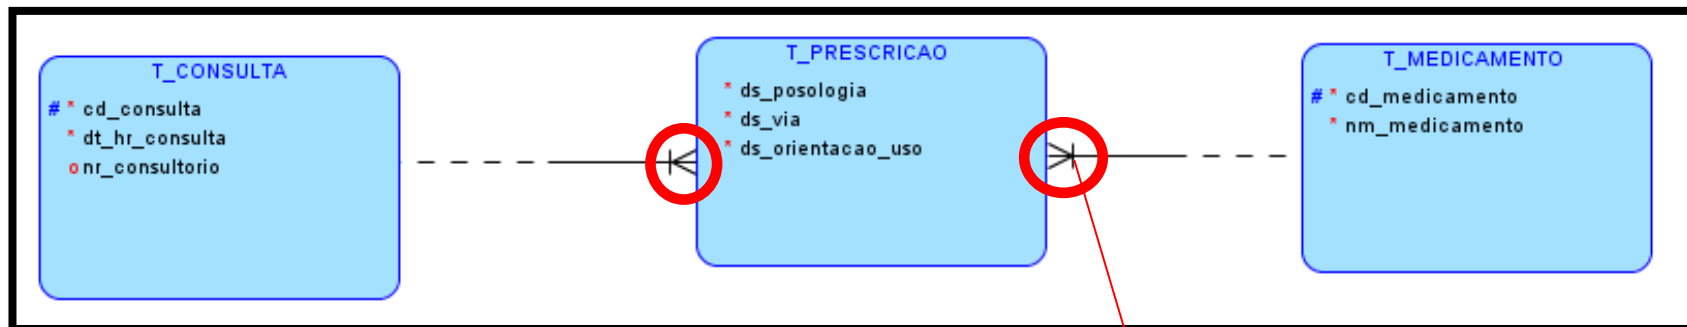 T_CONSULTA
# * cd_consulta
* dt_hr_consulta
o nr_consultorio
T_PRESCRICAO
* ds_posologia
* ds_via
* ds_orientacao_uso
T_MEDICAMENTO
# * cd_medicamento
* nm_medicamento